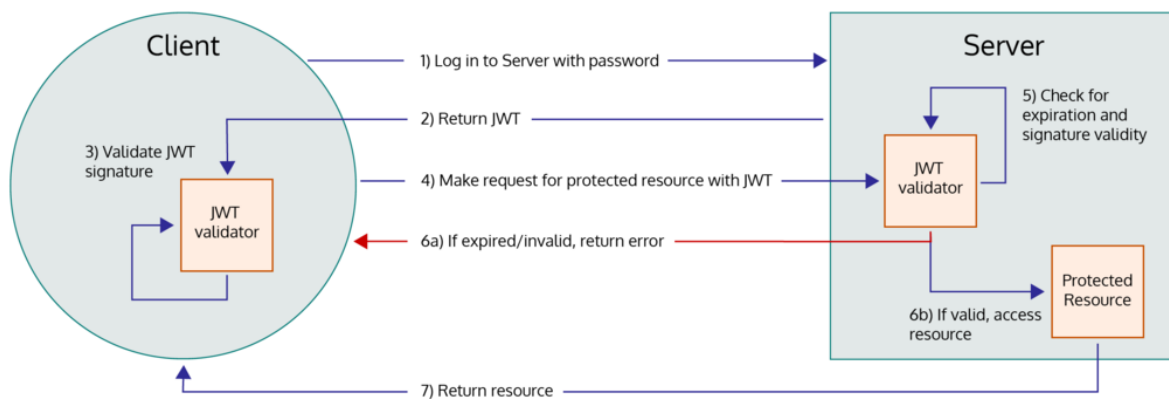 Client
Server
1) Log in to Server with password
2) Return JWT
3) Validate JWT
signature
JWT
validator
4) Make request for protected resource with JWT
JWT
validator
5) Check for
expiration and
signature validity
6a) If expired/invalid, return error
6b) If valid, access
resource
Protected
Resource
7) Return resource